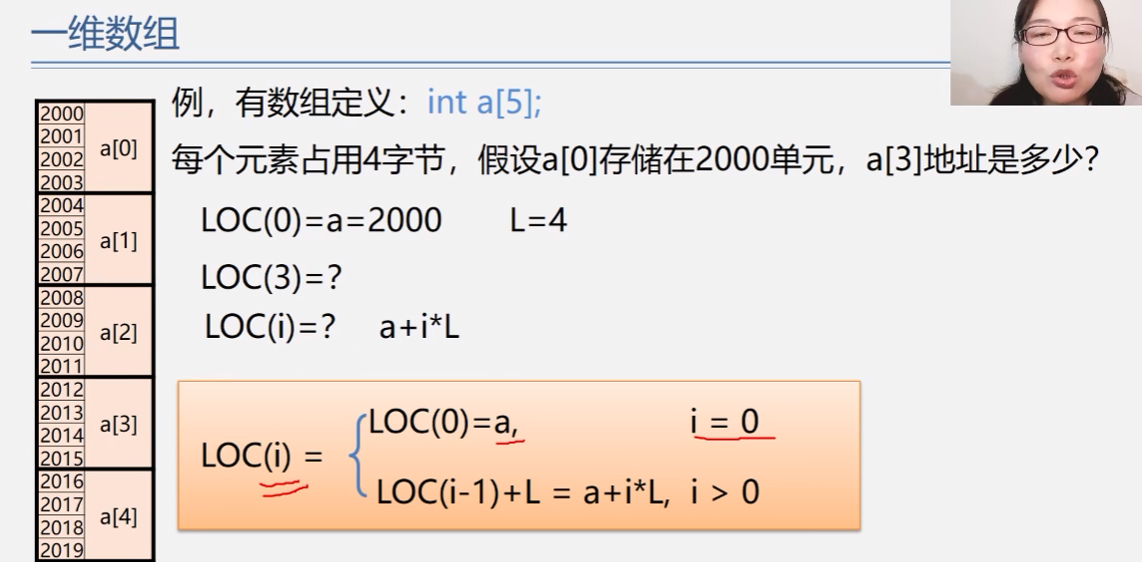 一维数组
例，有数组定义：int a[5];
每个元素占用4字节，假设a[0]存储在2000单元，a[3]地址是多少？
LOC(0)=a=2000 L=4
LOC(3)=?
LOC(i)=? a+i*L
LOC(i) =
LOC(0)=a, i = 0
LOC(i-1)+L = a+i*L, i > 0
2000
2001
2002
2003
a[0]
2004
2005
2006
2007
a[1]
2008
2009
2010
2011
a[2]
2012
2013
2014
2015
a[3]
2016
2017
2018
2019
a[4]